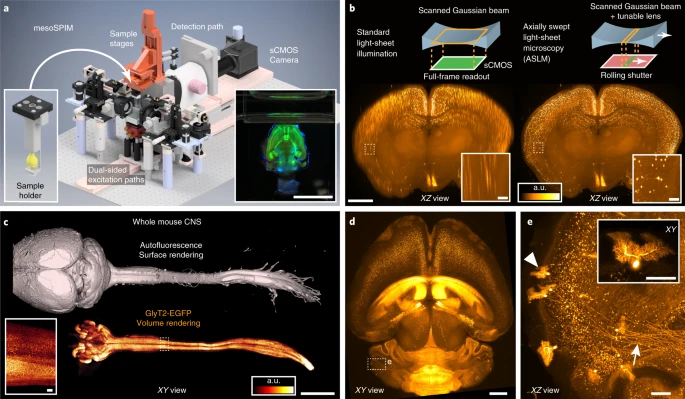 a
mesoSPIM
Sample
stages
Detection path
sCMOS
Camera
Dual-sided
excitation paths
Sample
holder
b
Standard
light-sheet
illumination
Scanned Gaussian beam
sCMOS
Full-frame readout
Axially swept
light-sheet
microscopy
(ASLM)
Scanned Gaussian beam
+ tunable lens
Rolling shutter
a.u.
XZ view
XZ view
c
Whole mouse CNS
Autofluorescence
Surface rendering
GlyT2-EGFP
Volume rendering
XY view
a.u.
d
e
XY view
e
XY
XZ view